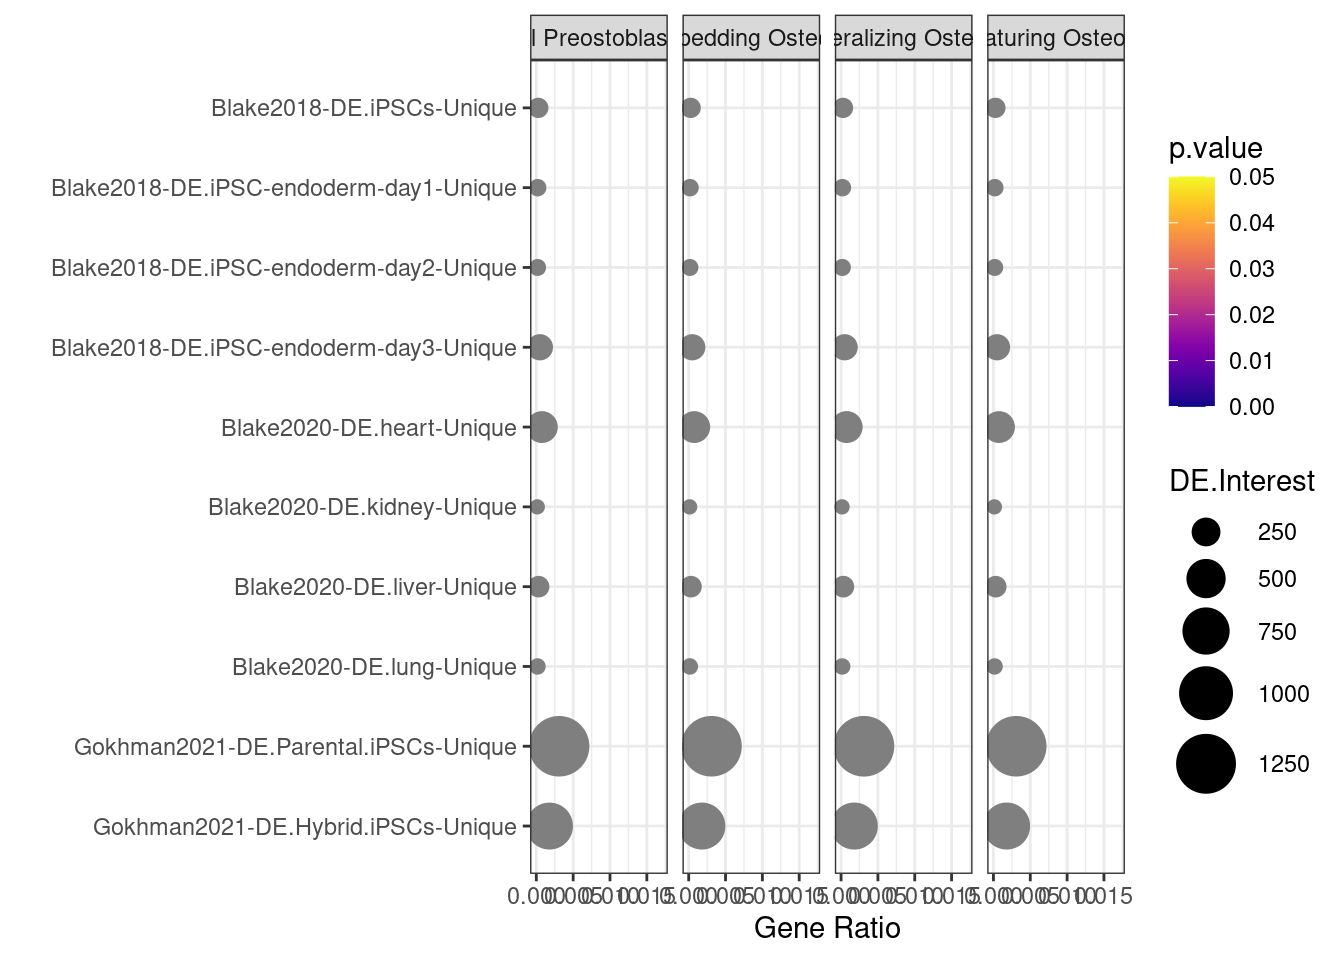 l Preostoblas
bedding Oste
eralizing Oste
aturing Osteo
Blake2018-DE.iPSCs-Unique
Blake2018-DE.iPSC-endoderm-day1-Unique
Blake2018-DE.iPSC-endoderm-day2-Unique
Blake2018-DE.iPSC-endoderm-day3-Unique
Blake2020-DE.heart-Unique
Blake2020-DE.kidney-Unique
Blake2020-DE.liver-Unique
Blake2020-DE.lung-Unique
Gokhman2021-DE.Parental.iPSCs-Unique
Gokhman2021-DE.Hybrid.iPSCs-Unique
Gene Ratio
p.value
0.05
0.04
0.03
0.02
0.01
0.00
DE.Interest
250
500
750
1000
1250